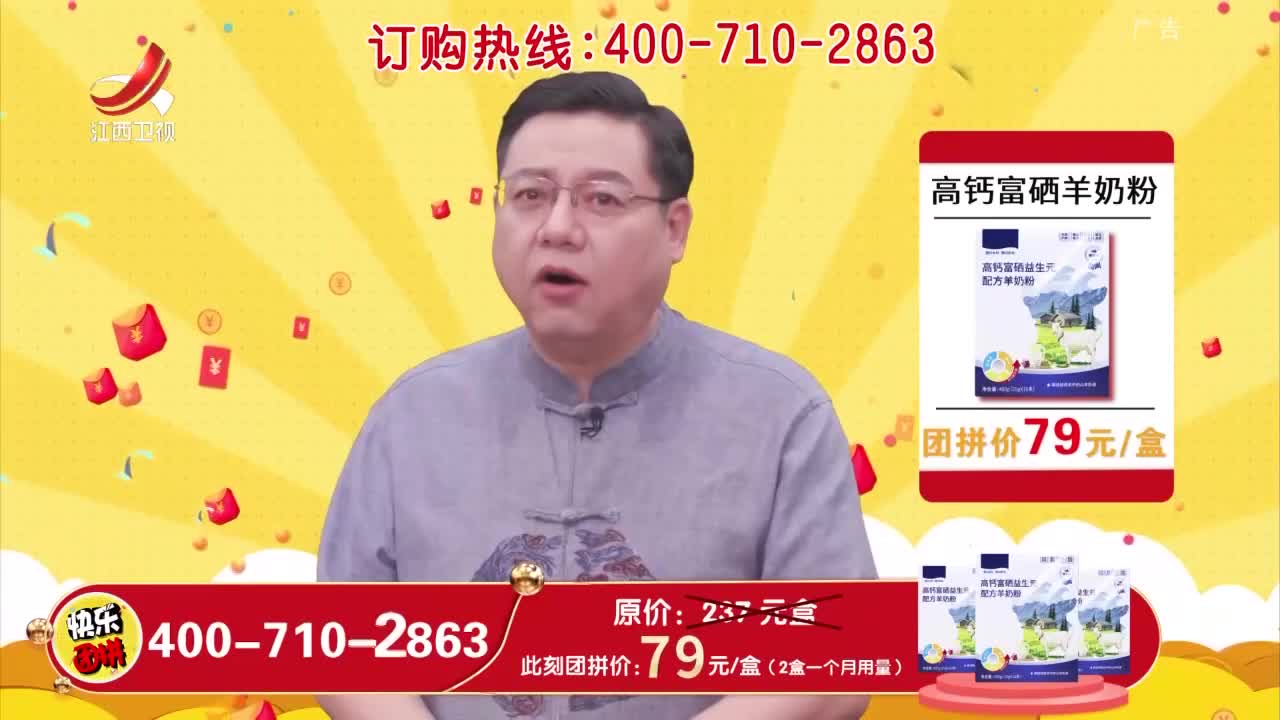 订购热线:400-710-2863
广告
江西卫视
高钙富硒羊奶粉
高钙富硒益生元
配方羊奶粉
团拼价79元/盒
快乐
团拼
400-710-2863
原价：237元盒
此刻团拼价：79元/盒（2盒一个月用量）
高钙富硒益生元
配方羊奶粉